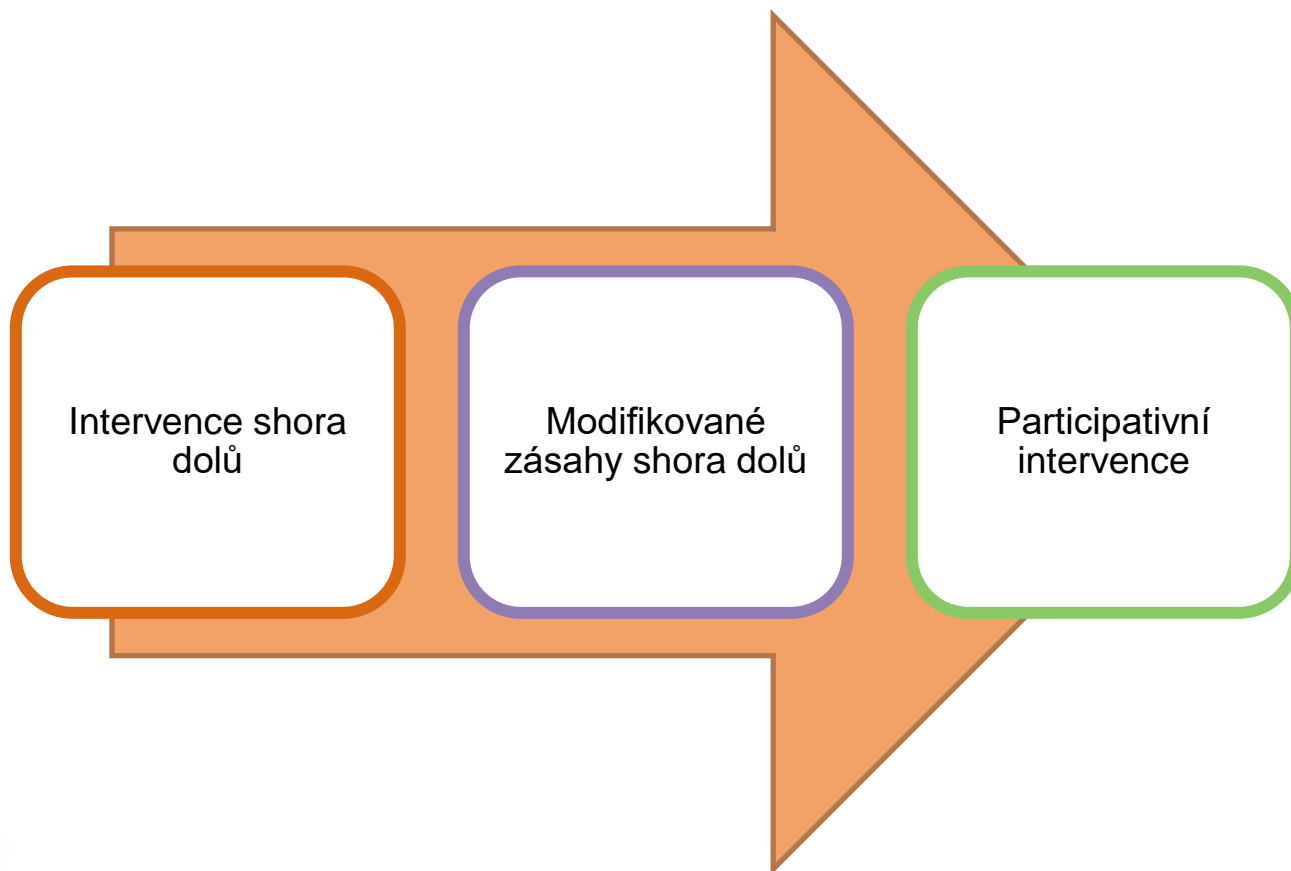 Intervence shora
dolů
Modifikované
zásahy shora dolů
Participativní
intervence